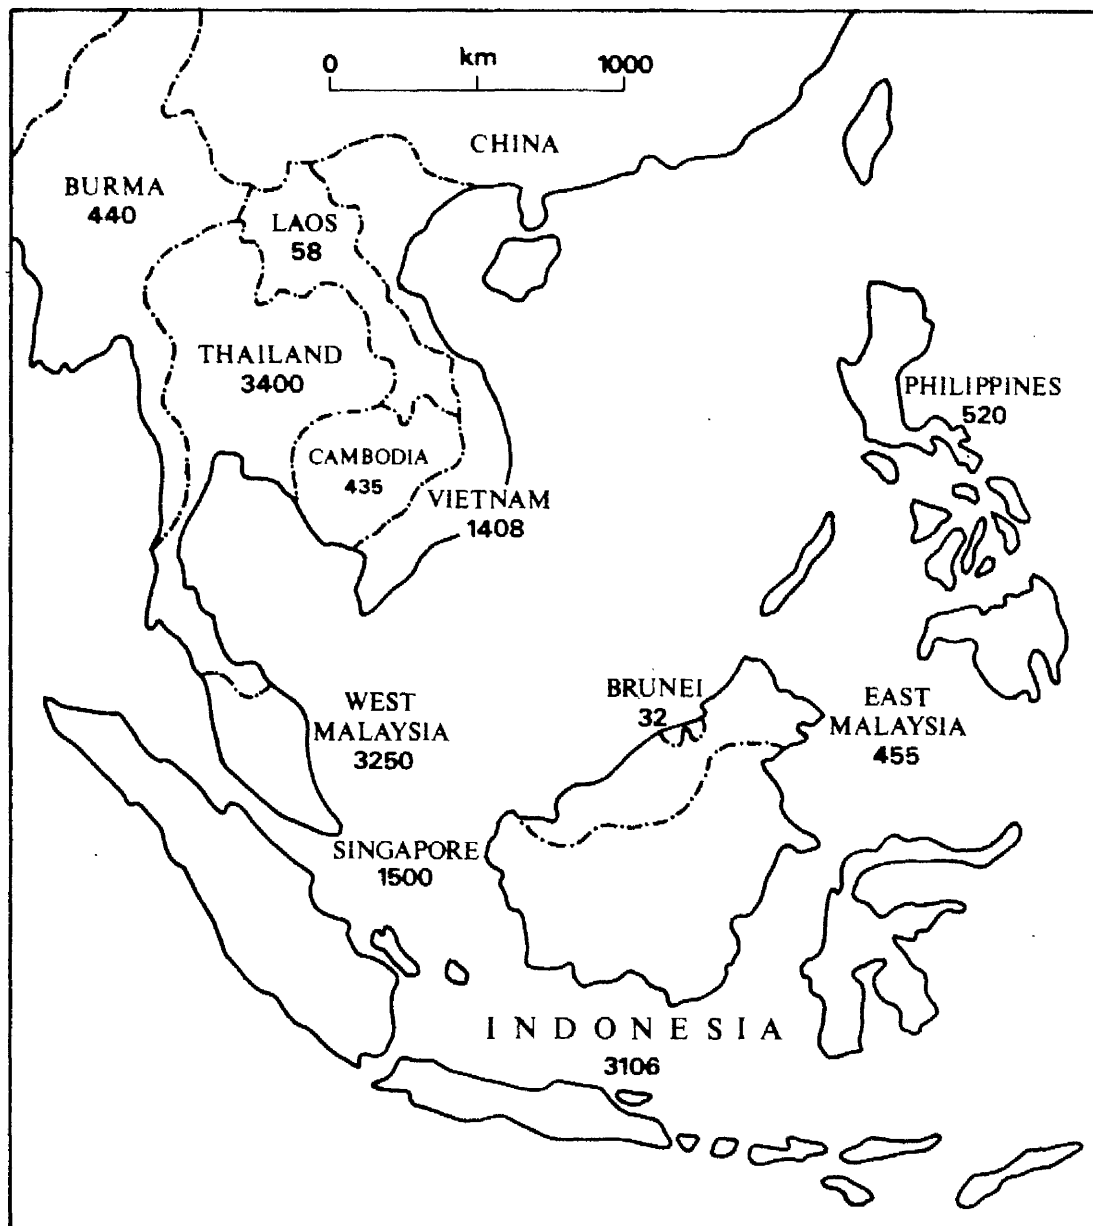 0 km 1000
CHINA
BURMA
440
LAOS
58
THAILAND
3400
PHILIPPINES
520
CAMBODIA
435
VIETNAM
1408
WEST
MALAYSIA
3250
BRUNEI
32
EAST
MALAYSIA
455
SINGAPORE
1500
INDONESIA
3106